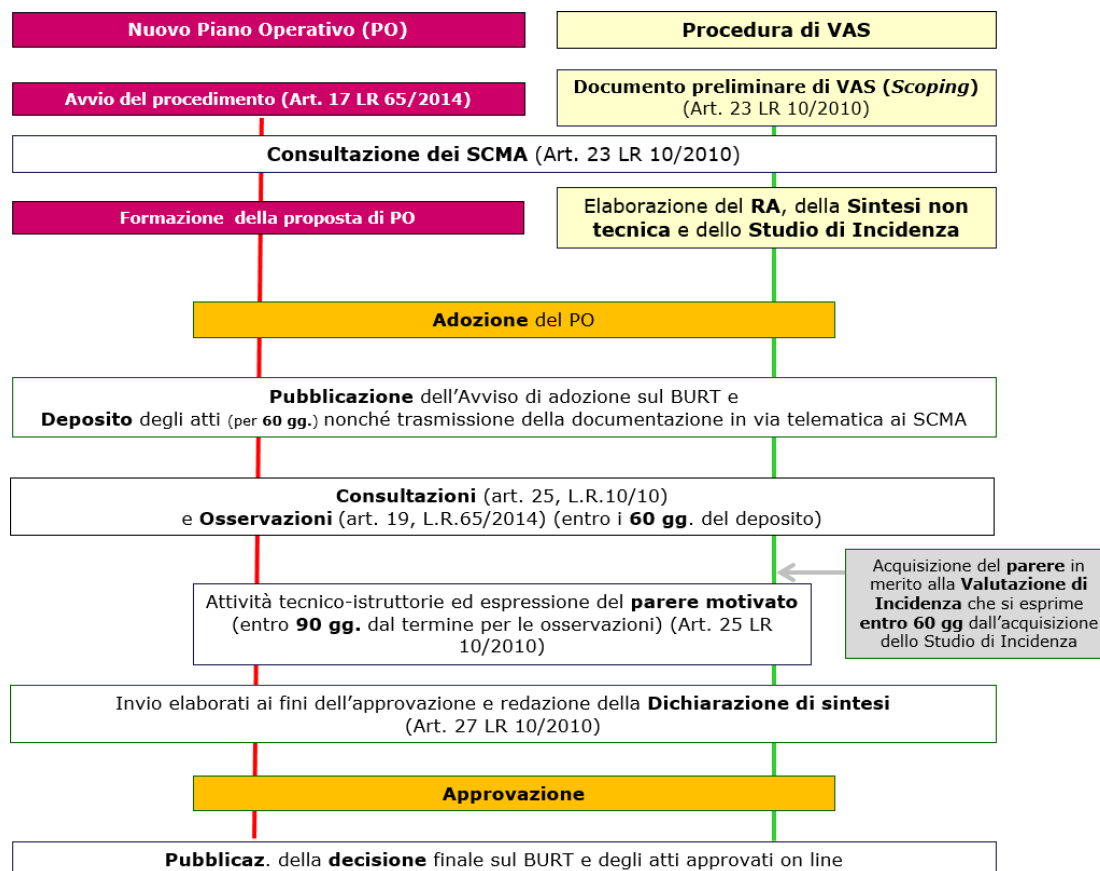 Nuovo Piano Operativo (PO)
Procedura di VAS
Avvio del procedimento (Art. 17 LR 65/2014)
Documento preliminare di VAS (Scoping)
(Art. 23 LR 10/2010)
Consultazione dei SCMA (Art. 23 LR 10/2010)
Formazione della proposta di PO
Elaborazione del RA, della Sintesi non
tecnica e dello Studio di Incidenza
Adozione del PO
Pubblicazione dell'Avviso di adozione sul BURT e
Deposito degli atti (per 60 gg.) nonché trasmissione della documentazione in via telematica ai SCMA
Consultazioni (art. 25, L.R.10/10)
e Osservazioni (art. 19, L.R.65/2014) (entro i 60 gg. del deposito)
Acquisizione del parere in
merito alla Valutazione di
Incidenza che si esprime
entro 60 gg dall'acquisizione
dello Studio di Incidenza
Attività tecnico-istruttorie ed espressione del parere motivato
(entro 90 gg. dal termine per le osservazioni) (Art. 25 LR
10/2010)
Invio elaborati ai fini dell'approvazione e redazione della Dichiarazione di sintesi
(Art. 27 LR 10/2010)
Approvazione
Pubblicaz. della decisione finale sul BURT e degli atti approvati on line